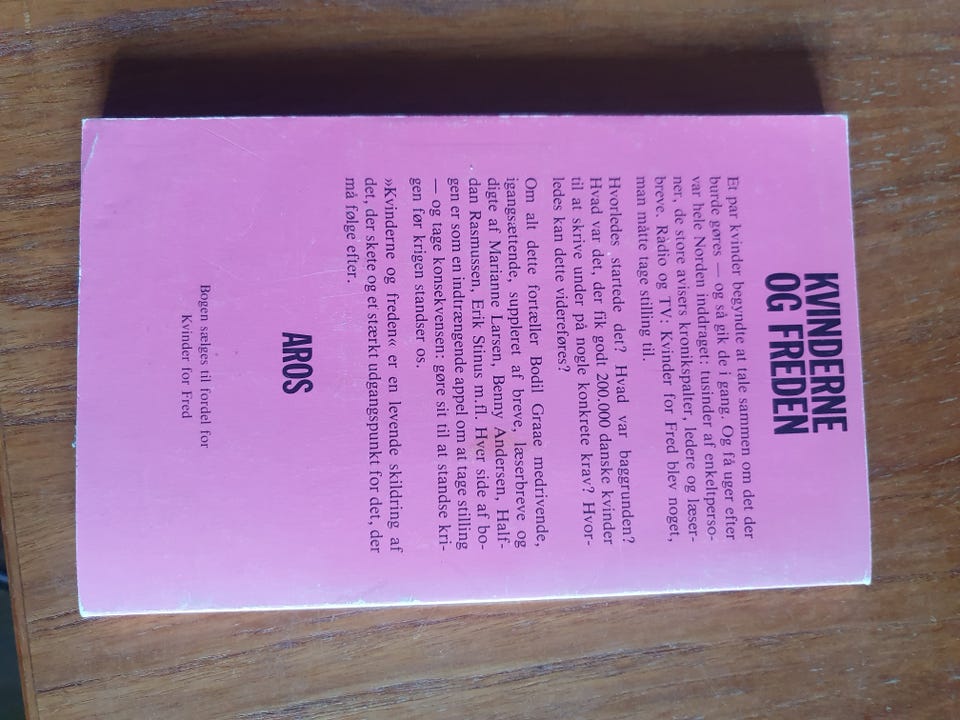 KVINDERNE
OG FREDEN
Et par kvinder begyndte at tale sammen om det der
burde gøres — og så gik de i gang. Og få uger efter
var hele Norden inddraget: tusinder af enkeltperso-
ner, de store avisers kronikspalter, ledere og læser-
breve. Radio og TV: Kvinder for Fred blev noget,
man måtte tage stilling til.
Hvorledes startede det? Hvad var baggrunden?
Hvad var det, der fik godt 200.000 danske kvinder
til at skrive under på nogle konkrete krav? Hvor-
ledes kan dette videreføres?
Om alt dette fortæller Bodil Graae medrivende,
igangsættende, suppleret af breve, læserbreve og
digte af Marianne Larsen, Benny Andersen, Half-
dan Rasmussen, Erik Stinus m.fl. Hver side af bo-
gen er som en indtrængende appel om at tage stilling
— og tage konsekvensen: gøre sit til at standse kri-
gen før krigen standser os.
»Kvinderne og freden« er en levende skildring af
det, der skete og et stærkt udgangspunkt for det, der
må følge efter.
AROS
Bogen sælges til fordel for
Kvinder for Fred